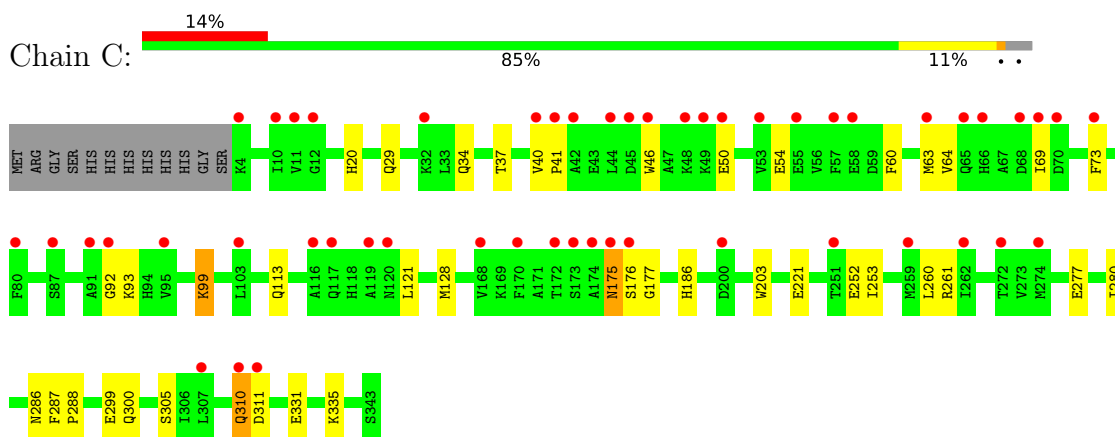 14%
Chain C:
85% 11% • •
MET ARG GLY SER HIS HIS HIS HIS HIS HIS GLY SER K4 I10 V11 G12 H20 Q29 K32 L33 Q34 T37 V40 P41 A42 E43 L44 D45 W46 A47 K48 K49 E50 V53 E54 E55 V56 F57 E58 D59 F60 M63 V64 Q65 H66 A67 D68 I69 D70 F73
F80 S87 A91 G92 K93 H94 V95 K99 L103 Q113 A116 Q117 H118 A119 N120 L121 M128 V168 K169 F170 A171 T172 S173 A174 N175 S176 G177 H186 D200 W203 E221 T251 E252 I253 M259 L260 R261 I262 T272 V273 M274 E277
N286 F287 P288 E299 Q300 S305 I306 L307 Q310 D311 E331 K335 S343